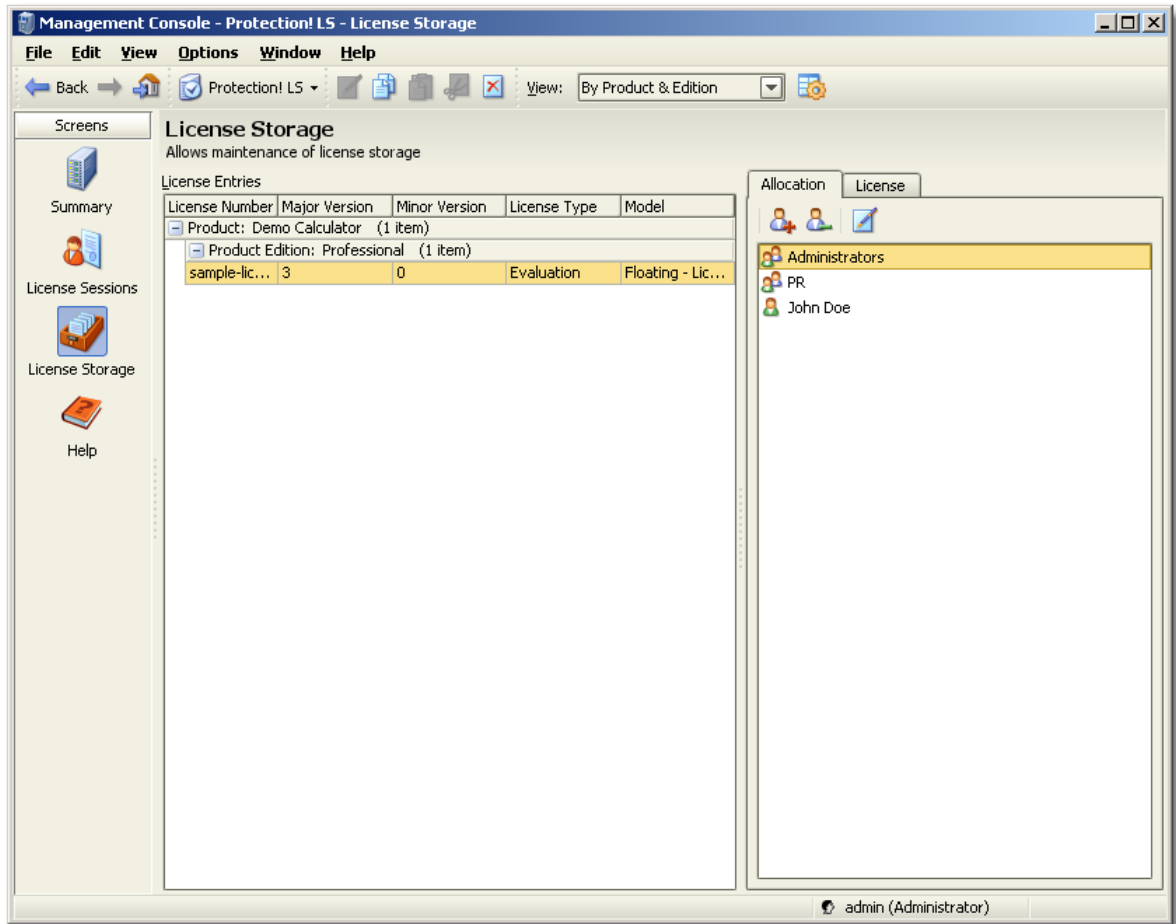 Management Console - Protection! LS - License Storage
File Edit View Options Window Help
Back Protection! LS View: By Product & Edition
Screens
Summary
License Sessions
License Storage
Help
License Storage
Allows maintenance of license storage
License Entries
License Number Major Version Minor Version License Type Model
Product: Demo Calculator (1 item)
Product Edition: Professional (1 item)
sample-lic... 3 0 Evaluation Floating - Lic...
Allocation License
Administrators
PR
John Doe
admin (Administrator)